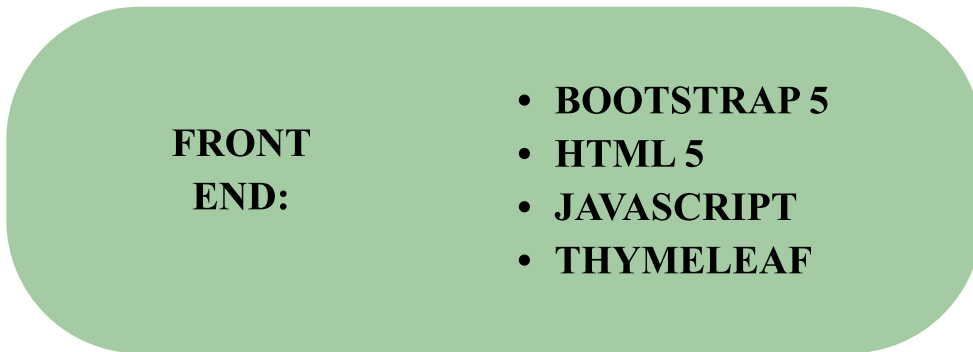 FRONT
END:
• BOOTSTRAP 5
• HTML 5
• JAVASCRIPT
• THYMELEAF